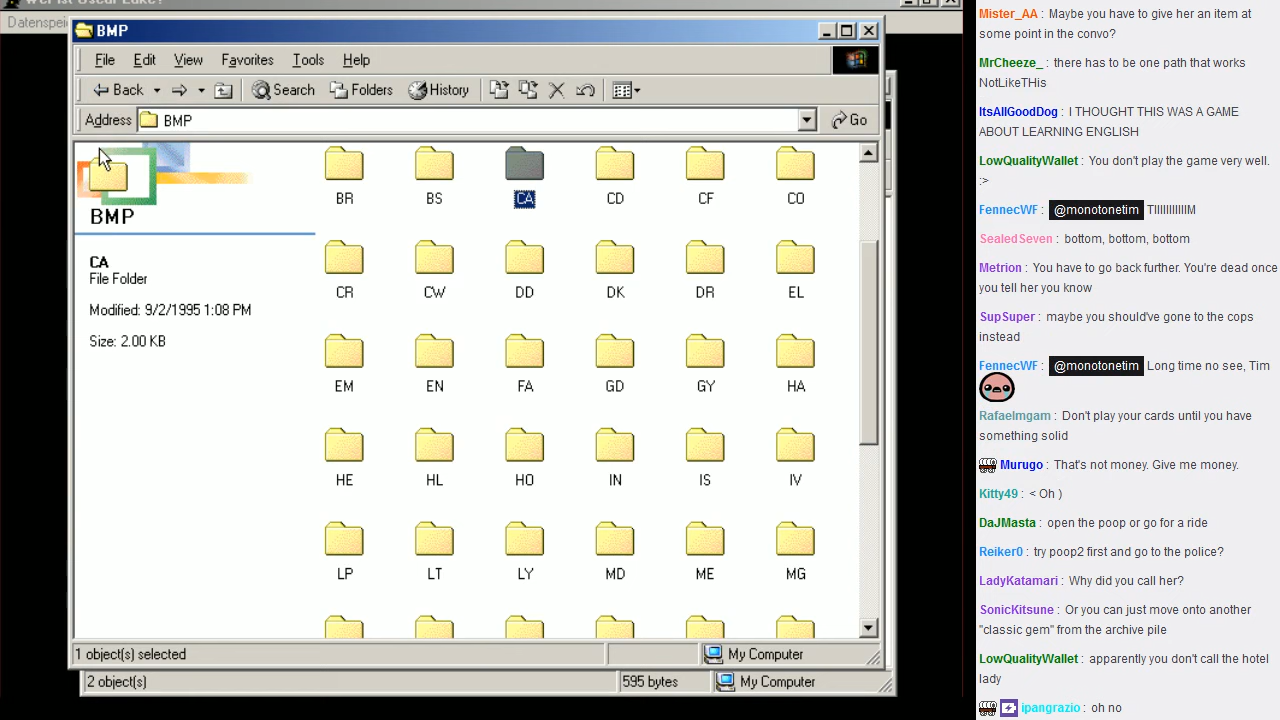 Wer ist Oscar Lake?
Datenspei
BMP
File Edit View Favorites Tools Help
Back Search Folders History
Address BMP Go
BMP
CA
File Folder
Modified: 9/2/1995 1:08 PM
Size: 2.00 KB
BR BS CA CD CF CO
CR CW DD DK DR EL
EM EN FA GD GY HA
HE HL HO IN IS IV
LP LT LY MD ME MG
1 object(s) selected
My Computer
2 object(s)
595 bytes
My Computer
Mister_AA : Maybe you have to give her an item at
some point in the convo?
MrCheeze_ : there has to be one path that works
NotLikeTHis
ItsAllGoodDog : I THOUGHT THIS WAS A GAME
ABOUT LEARNING ENGLISH
LowQualityWallet : You don't play the game very well.
:>
FennecWF : @monotonetim TIIIIIIIIIIIM
SealedSeven : bottom, bottom, bottom
Metrion : You have to go back further. You're dead once
you tell her you know
SupSuper : maybe you should've gone to the cops
instead
FennecWF : @monotonetim Long time no see, Tim
Rafaelmgam : Don't play your cards until you have
something solid
Murugo : That's not money. Give me money.
Kitty49 : < Oh )
DaJMasta : open the poop or go for a ride
Reiker0 : try poop2 first and go to the police?
LadyKatamari : Why did you call her?
SonicKitsune : Or you can just move onto another
"classic gem" from the archive pile
LowQualityWallet : apparently you don't call the hotel
lady
ipangrazio : oh no